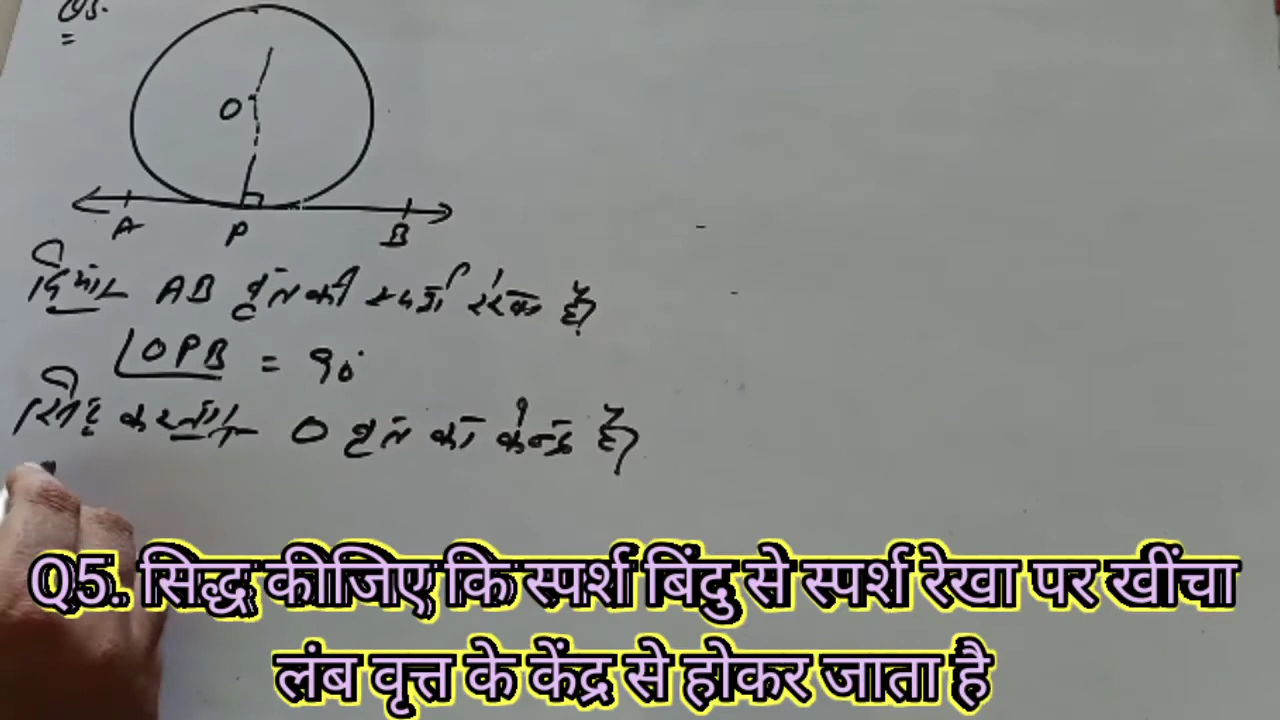 Q5.
O
A P B
दिया है AB वृत्त की स्पर्श रेखा है
∠OPB = 90°
सिद्ध करना है O वृत्त का केन्द्र है
Q5. सिद्ध कीजिए कि स्पर्श बिंदु से स्पर्श रेखा पर खींचा
लंब वृत्त के केंद्र से होकर जाता है